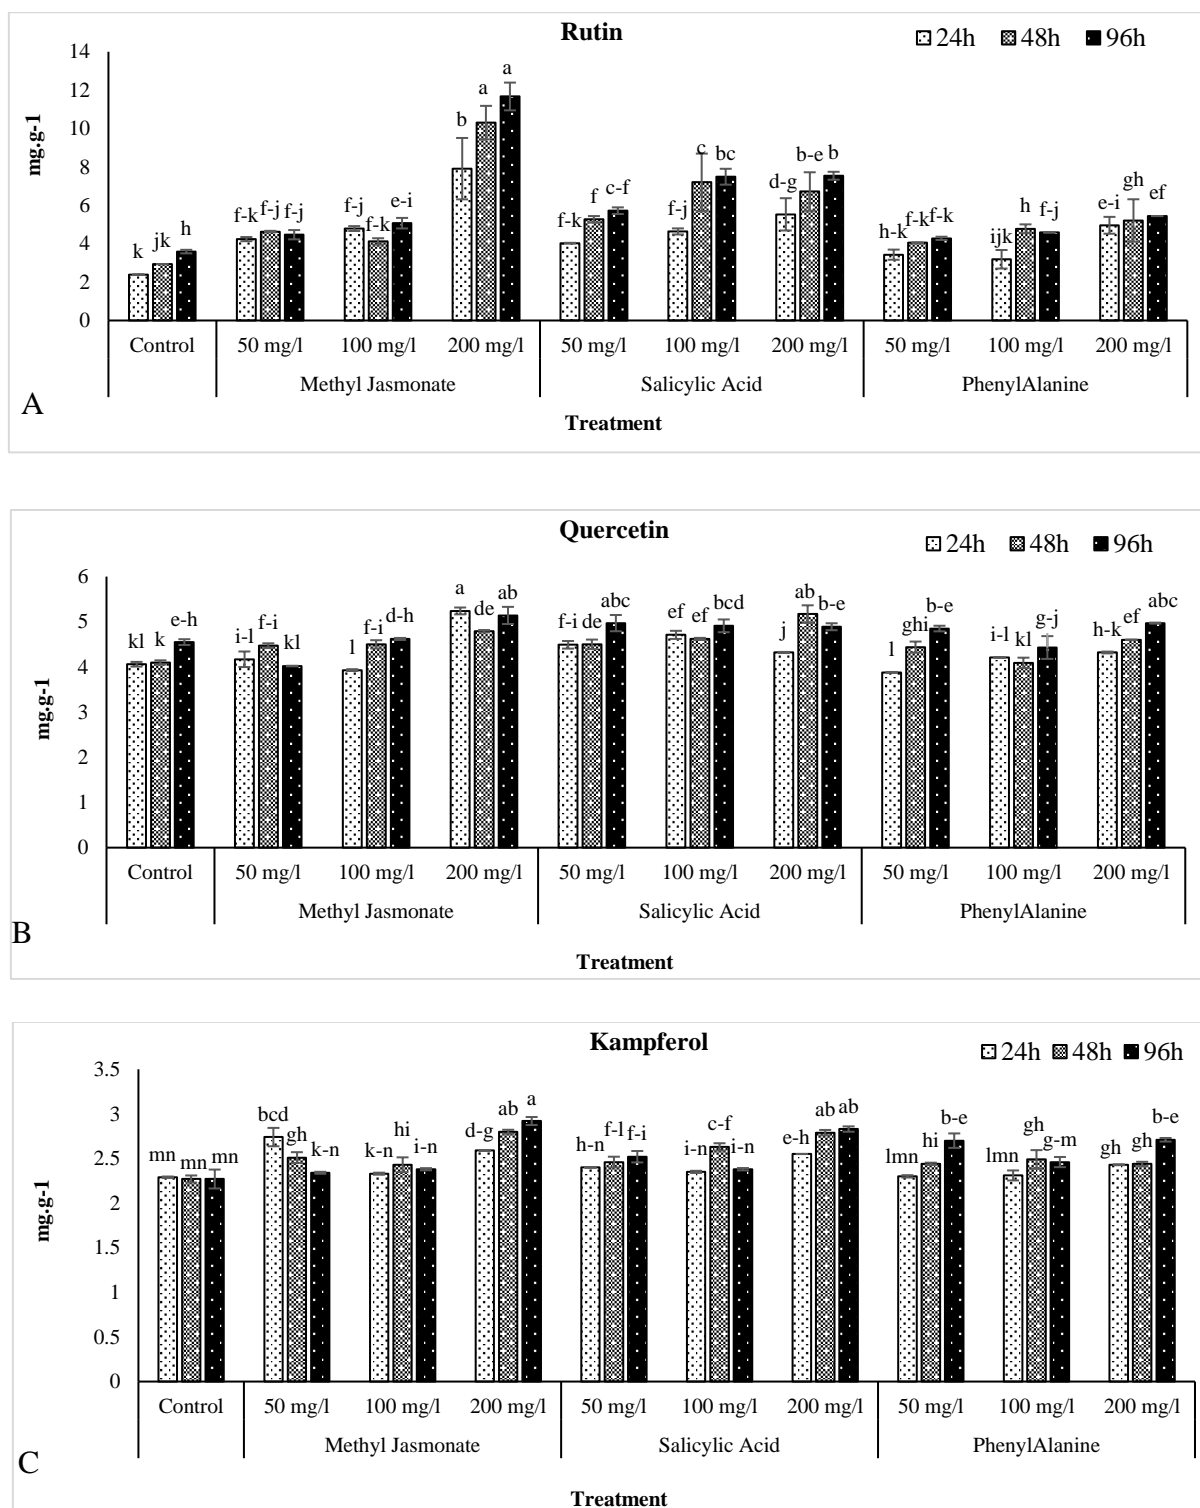 Rutin
24h 48h 96h
mg.g-1
14
12
10
8
6
4
2
0
k jk h f-k f-j f-j f-j f-k e-i b a a f-k f c-f f-j c bc d-g b-e b h-k f-k f-k ijk h f-j e-i gh ef
Control 50 mg/l 100 mg/l 200 mg/l 50 mg/l 100 mg/l 200 mg/l 50 mg/l 100 mg/l 200 mg/l
Methyl Jasmonate Salicylic Acid PhenylAlanine
A
Treatment
Quercetin
24h 48h 96h
mg.g-1
6
5
4
3
2
1
0
kl k e-h i-l f-i kl l f-i d-h a de ab f-i de abc ef ef bcd j ab b-e l ghi b-e i-l kl g-j h-k ef abc
Control 50 mg/l 100 mg/l 200 mg/l 50 mg/l 100 mg/l 200 mg/l 50 mg/l 100 mg/l 200 mg/l
Methyl Jasmonate Salicylic Acid PhenylAlanine
B
Treatment
Kampferol
24h 48h 96h
mg.g-1
3.5
3
2.5
2
1.5
1
0.5
0
mn mn mn bcd gh k-n k-n hi i-n d-g ab a h-n f-l f-i i-n c-f i-n e-h ab ab lmn hi b-e lmn gh g-m gh gh b-e
Control 50 mg/l 100 mg/l 200 mg/l 50 mg/l 100 mg/l 200 mg/l 50 mg/l 100 mg/l 200 mg/l
Methyl Jasmonate Salicylic Acid PhenylAlanine
C
Treatment